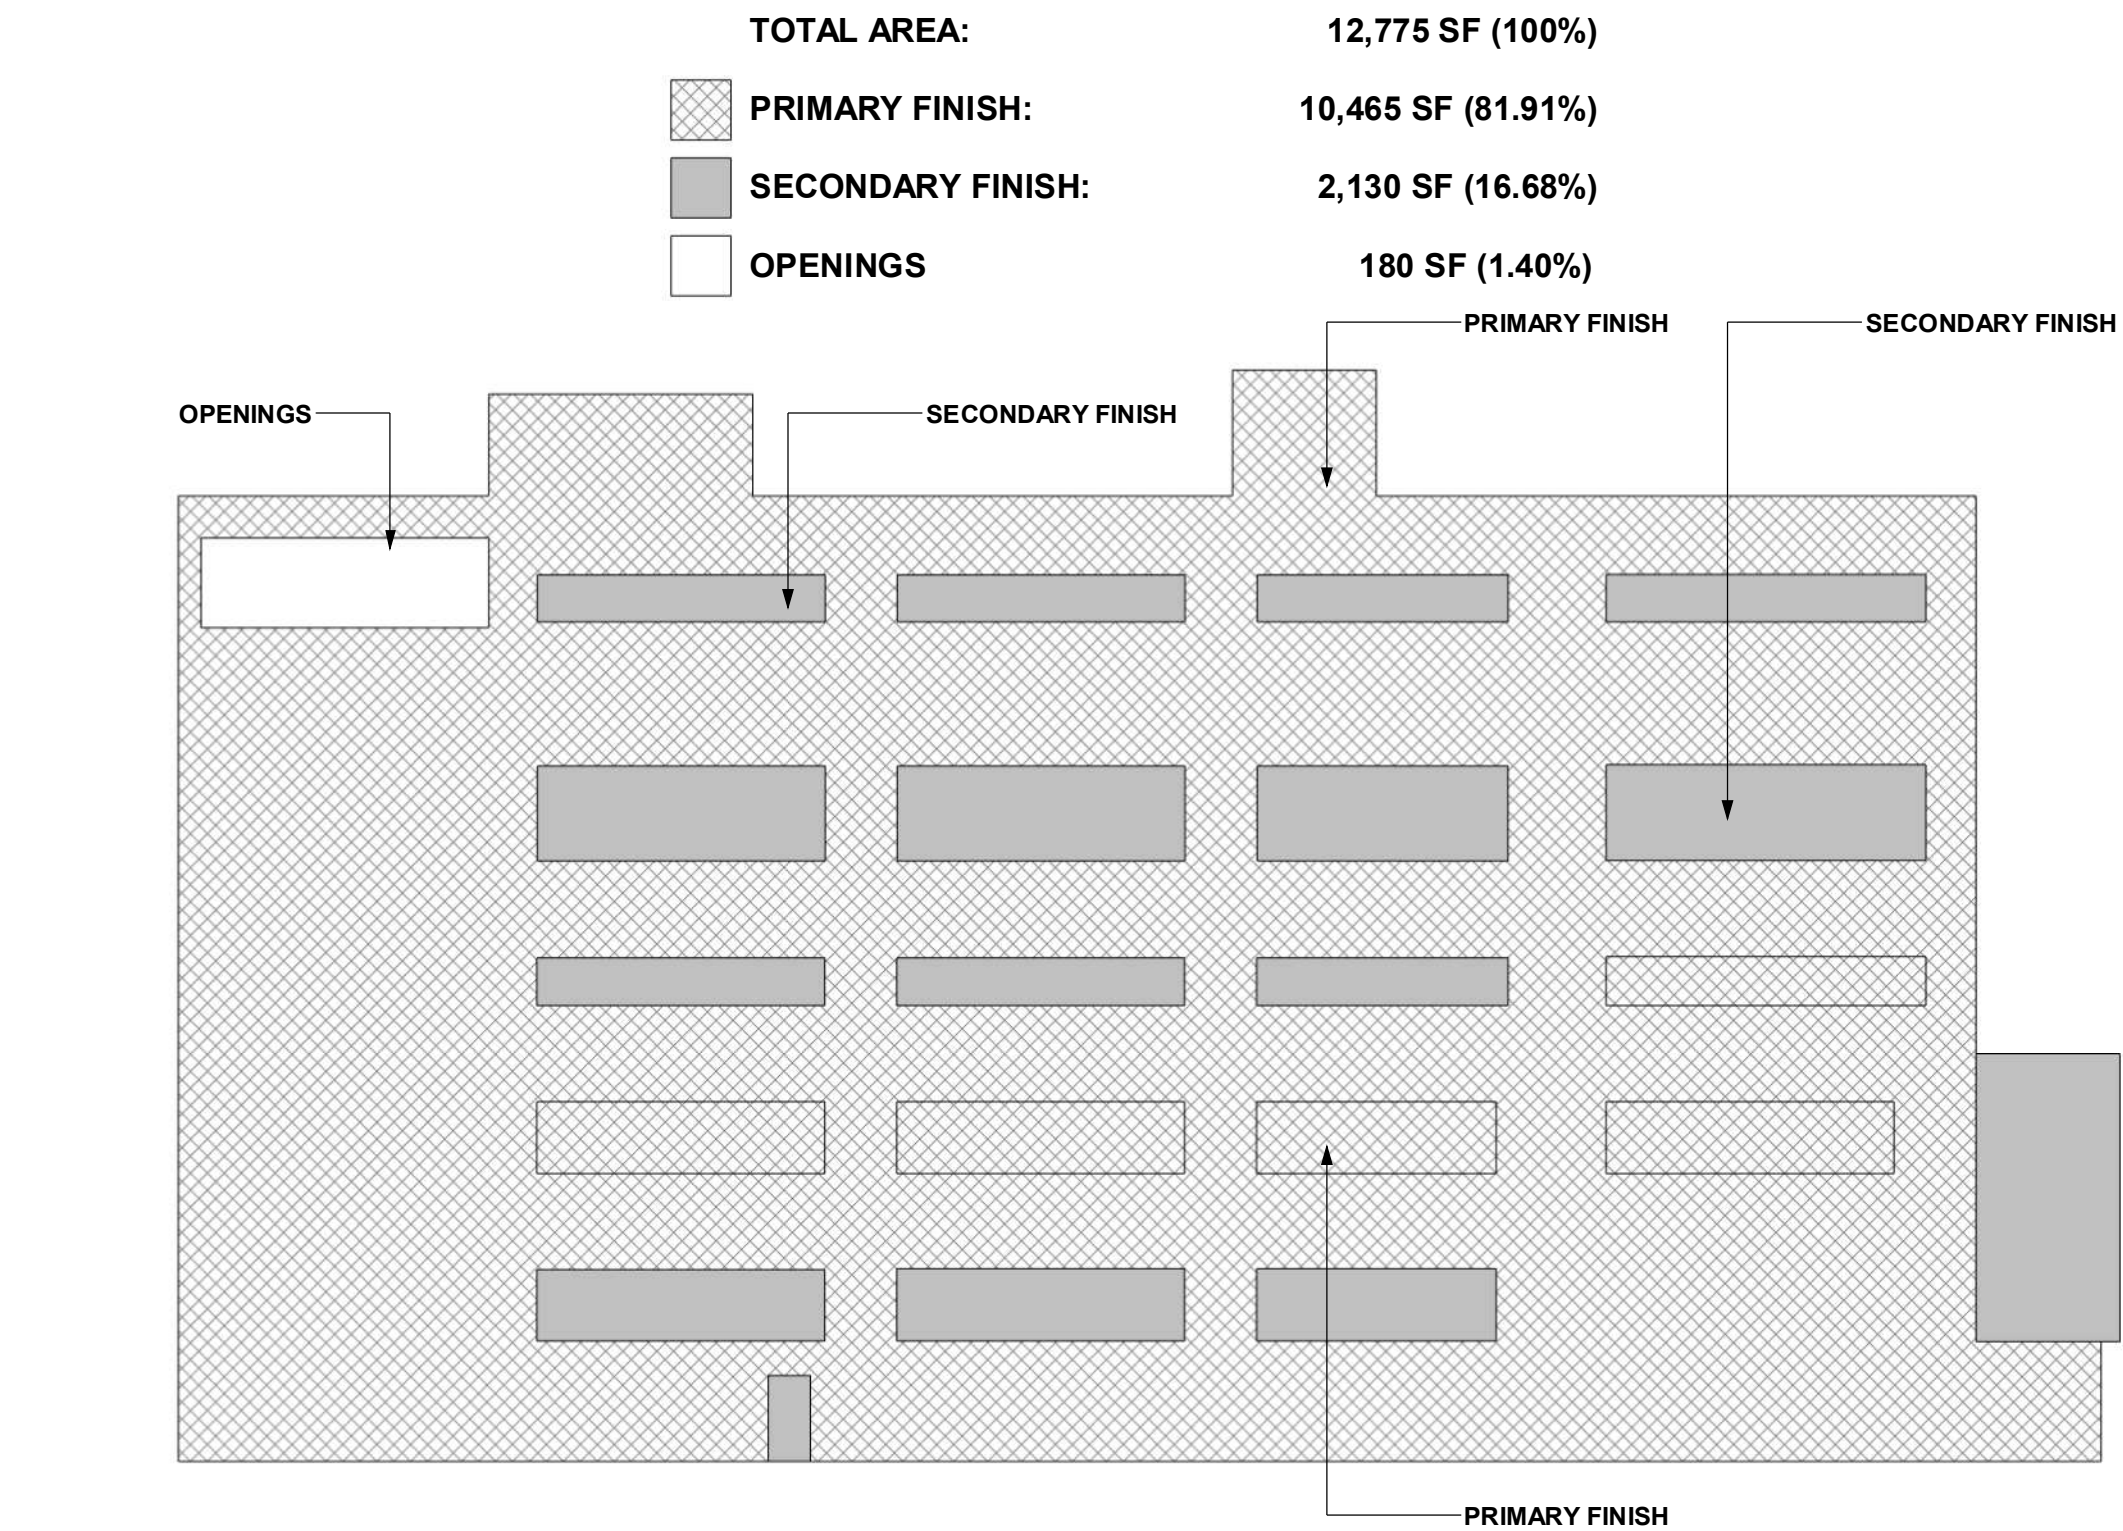 TOTAL AREA: 12,775 SF (100%)
PRIMARY FINISH: 10,465 SF (81.91%)
SECONDARY FINISH: 2,130 SF (16.68%)
OPENINGS 180 SF (1.40%)
PRIMARY FINISH
SECONDARY FINISH
OPENINGS
SECONDARY FINISH
PRIMARY FINISH